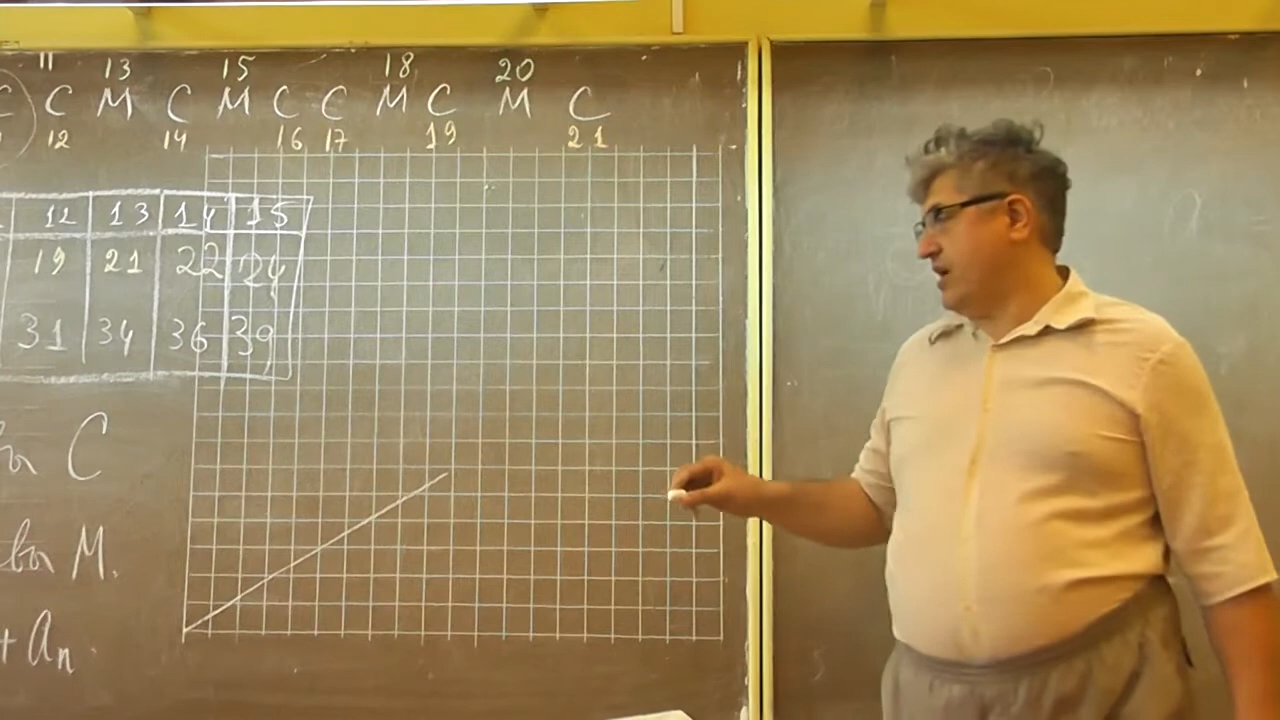 11 13 15 18 20
С С М С М С С М С М С
12 14 16 17 19 21
12 13 14 15
19 21 22 24
31 34 36 39
С
М.
+ an